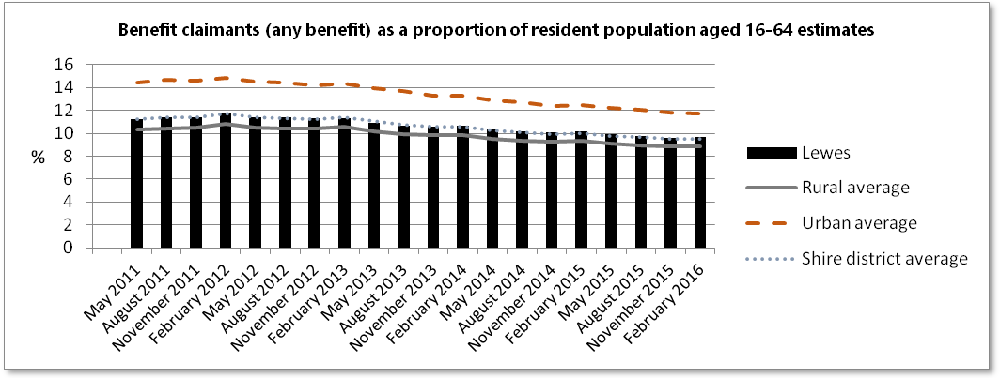 Benefit claimants (any benefit) as a proportion of resident population aged 16-64 estimates
16
14
12
10
8
6
4
2
0
%
May 2011
August 2011
November 2011
February 2012
May 2012
August 2012
November 2012
February 2013
May 2013
August 2013
November 2013
February 2014
May 2014
August 2014
November 2014
February 2015
May 2015
August 2015
November 2015
February 2016
Lewes
Rural average
Urban average
Shire district average